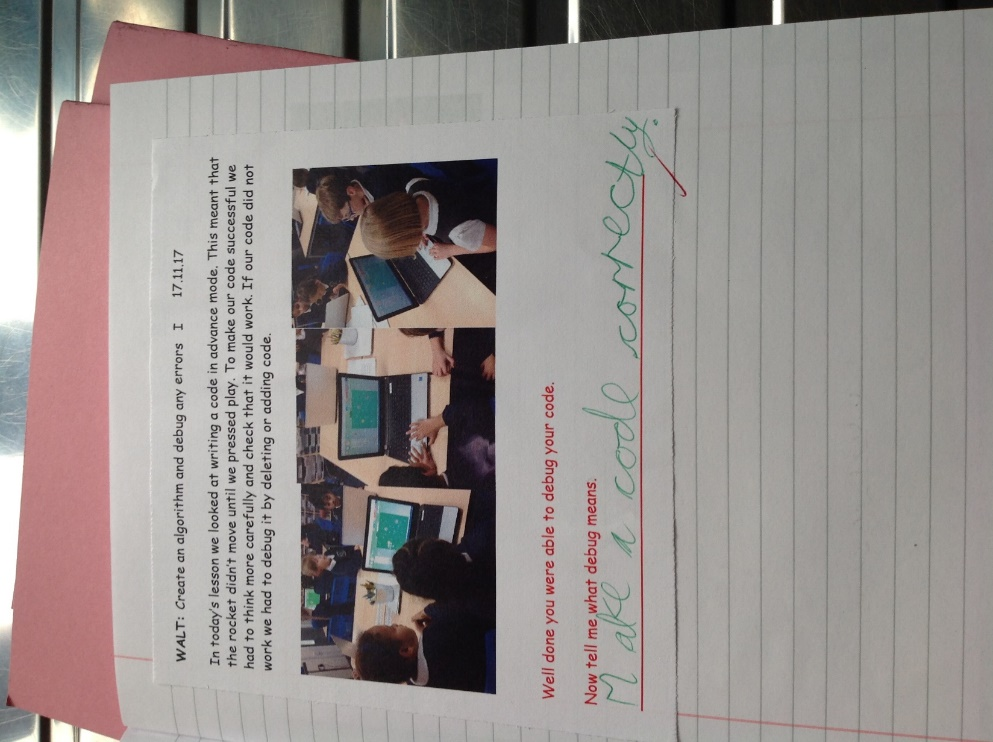 WALT: Create an algorithm and debug any errors I 17.11.17
In today's lesson we looked at writing a code in advance mode. This meant that
the rocket didn't move until we pressed play. To make our code successful we
had to think more carefully and check that it would work. If our code did not
work we had to debug it by deleting or adding code.
Well done you were able to debug your code.
Now tell me what debug means.
Make a code correctly.